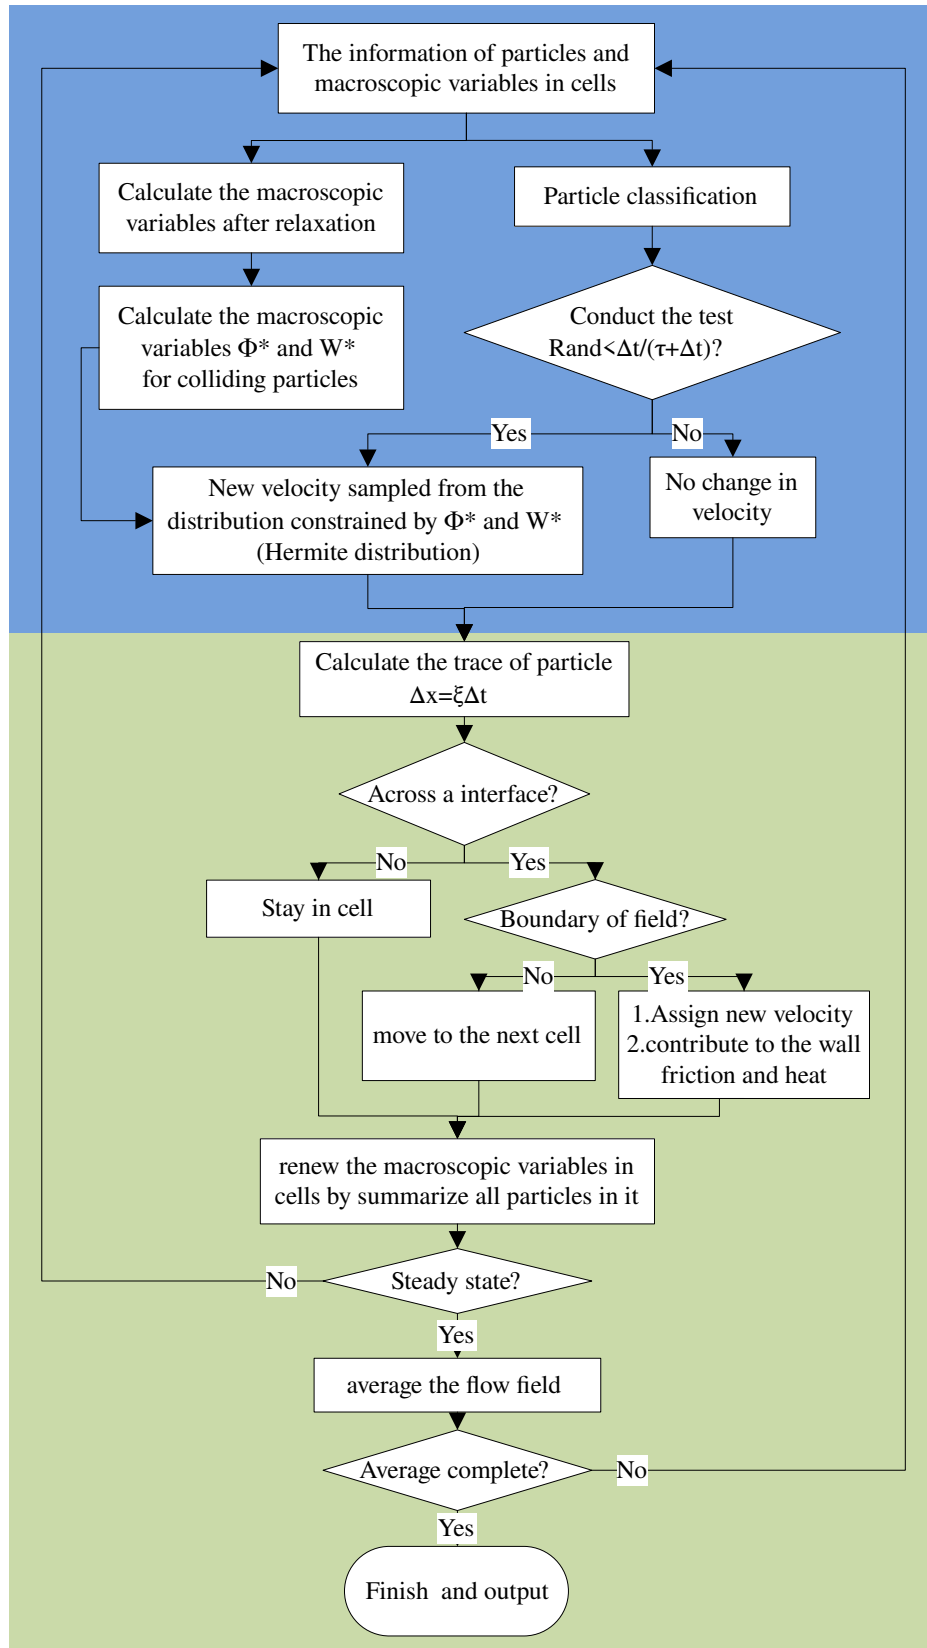 The information of particles and
macroscopic variables in cells
Calculate the macroscopic
variables after relaxation
Particle classification
Calculate the macroscopic
variables Φ* and W*
for colliding particles
Conduct the test
Rand<Δt/(τ+Δt)?
Yes
No
New velocity sampled from the
distribution constrained by Φ* and W*
(Hermite distribution)
No change in
velocity
Calculate the trace of particle
Δx=ξΔt
Across a interface?
No
Yes
Stay in cell
Boundary of field?
No
Yes
move to the next cell
1.Assign new velocity
2.contribute to the wall
friction and heat
renew the macroscopic variables in
cells by summarize all particles in it
No
Steady state?
Yes
average the flow field
Average complete?
No
Yes
Finish and output